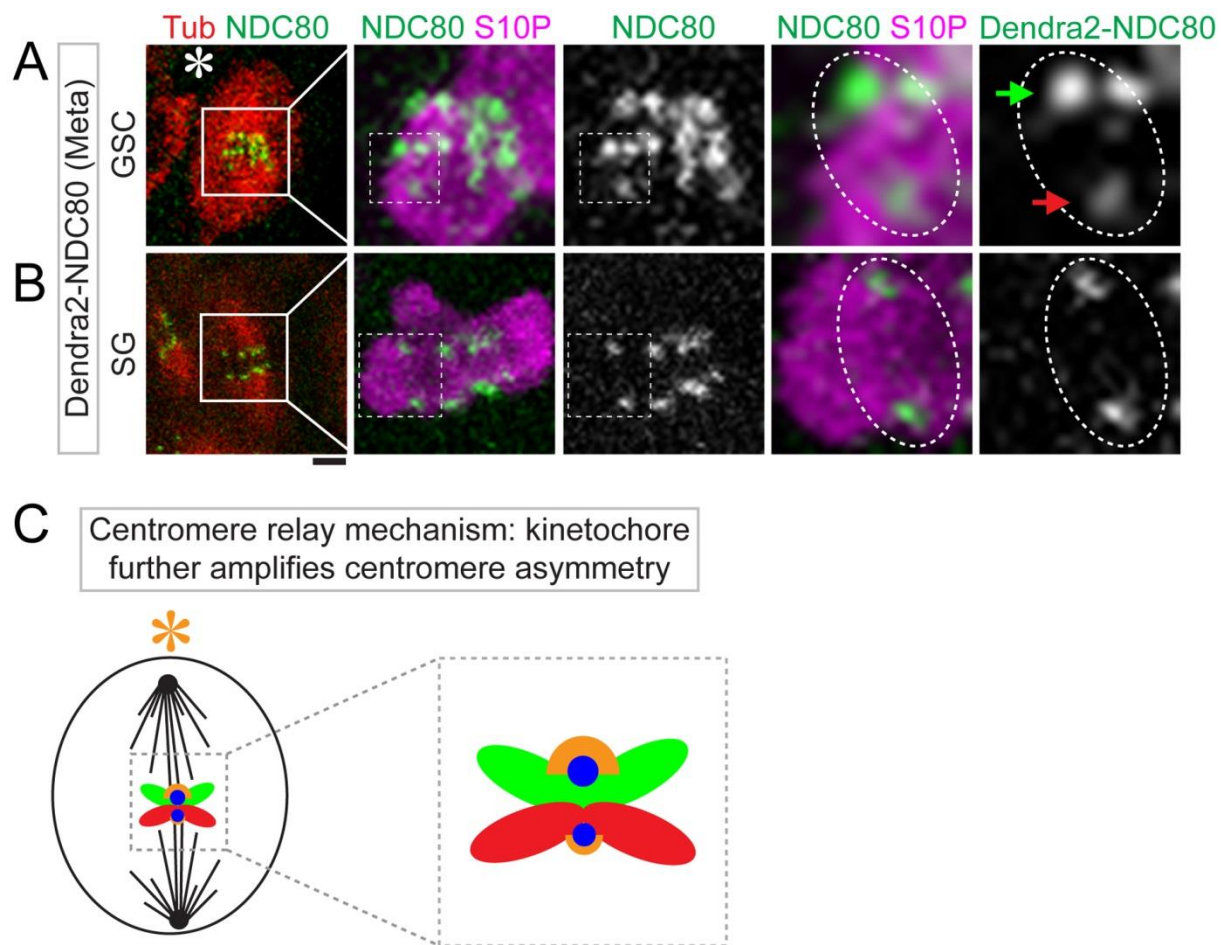 Tub NDC80
NDC80 S10P
NDC80
NDC80 S10P
Dendra2-NDC80
A
B
Dendra2-NDC80 (Meta)
GSC
SG
*
C
Centromere relay mechanism: kinetochore
further amplifies centromere asymmetry
*